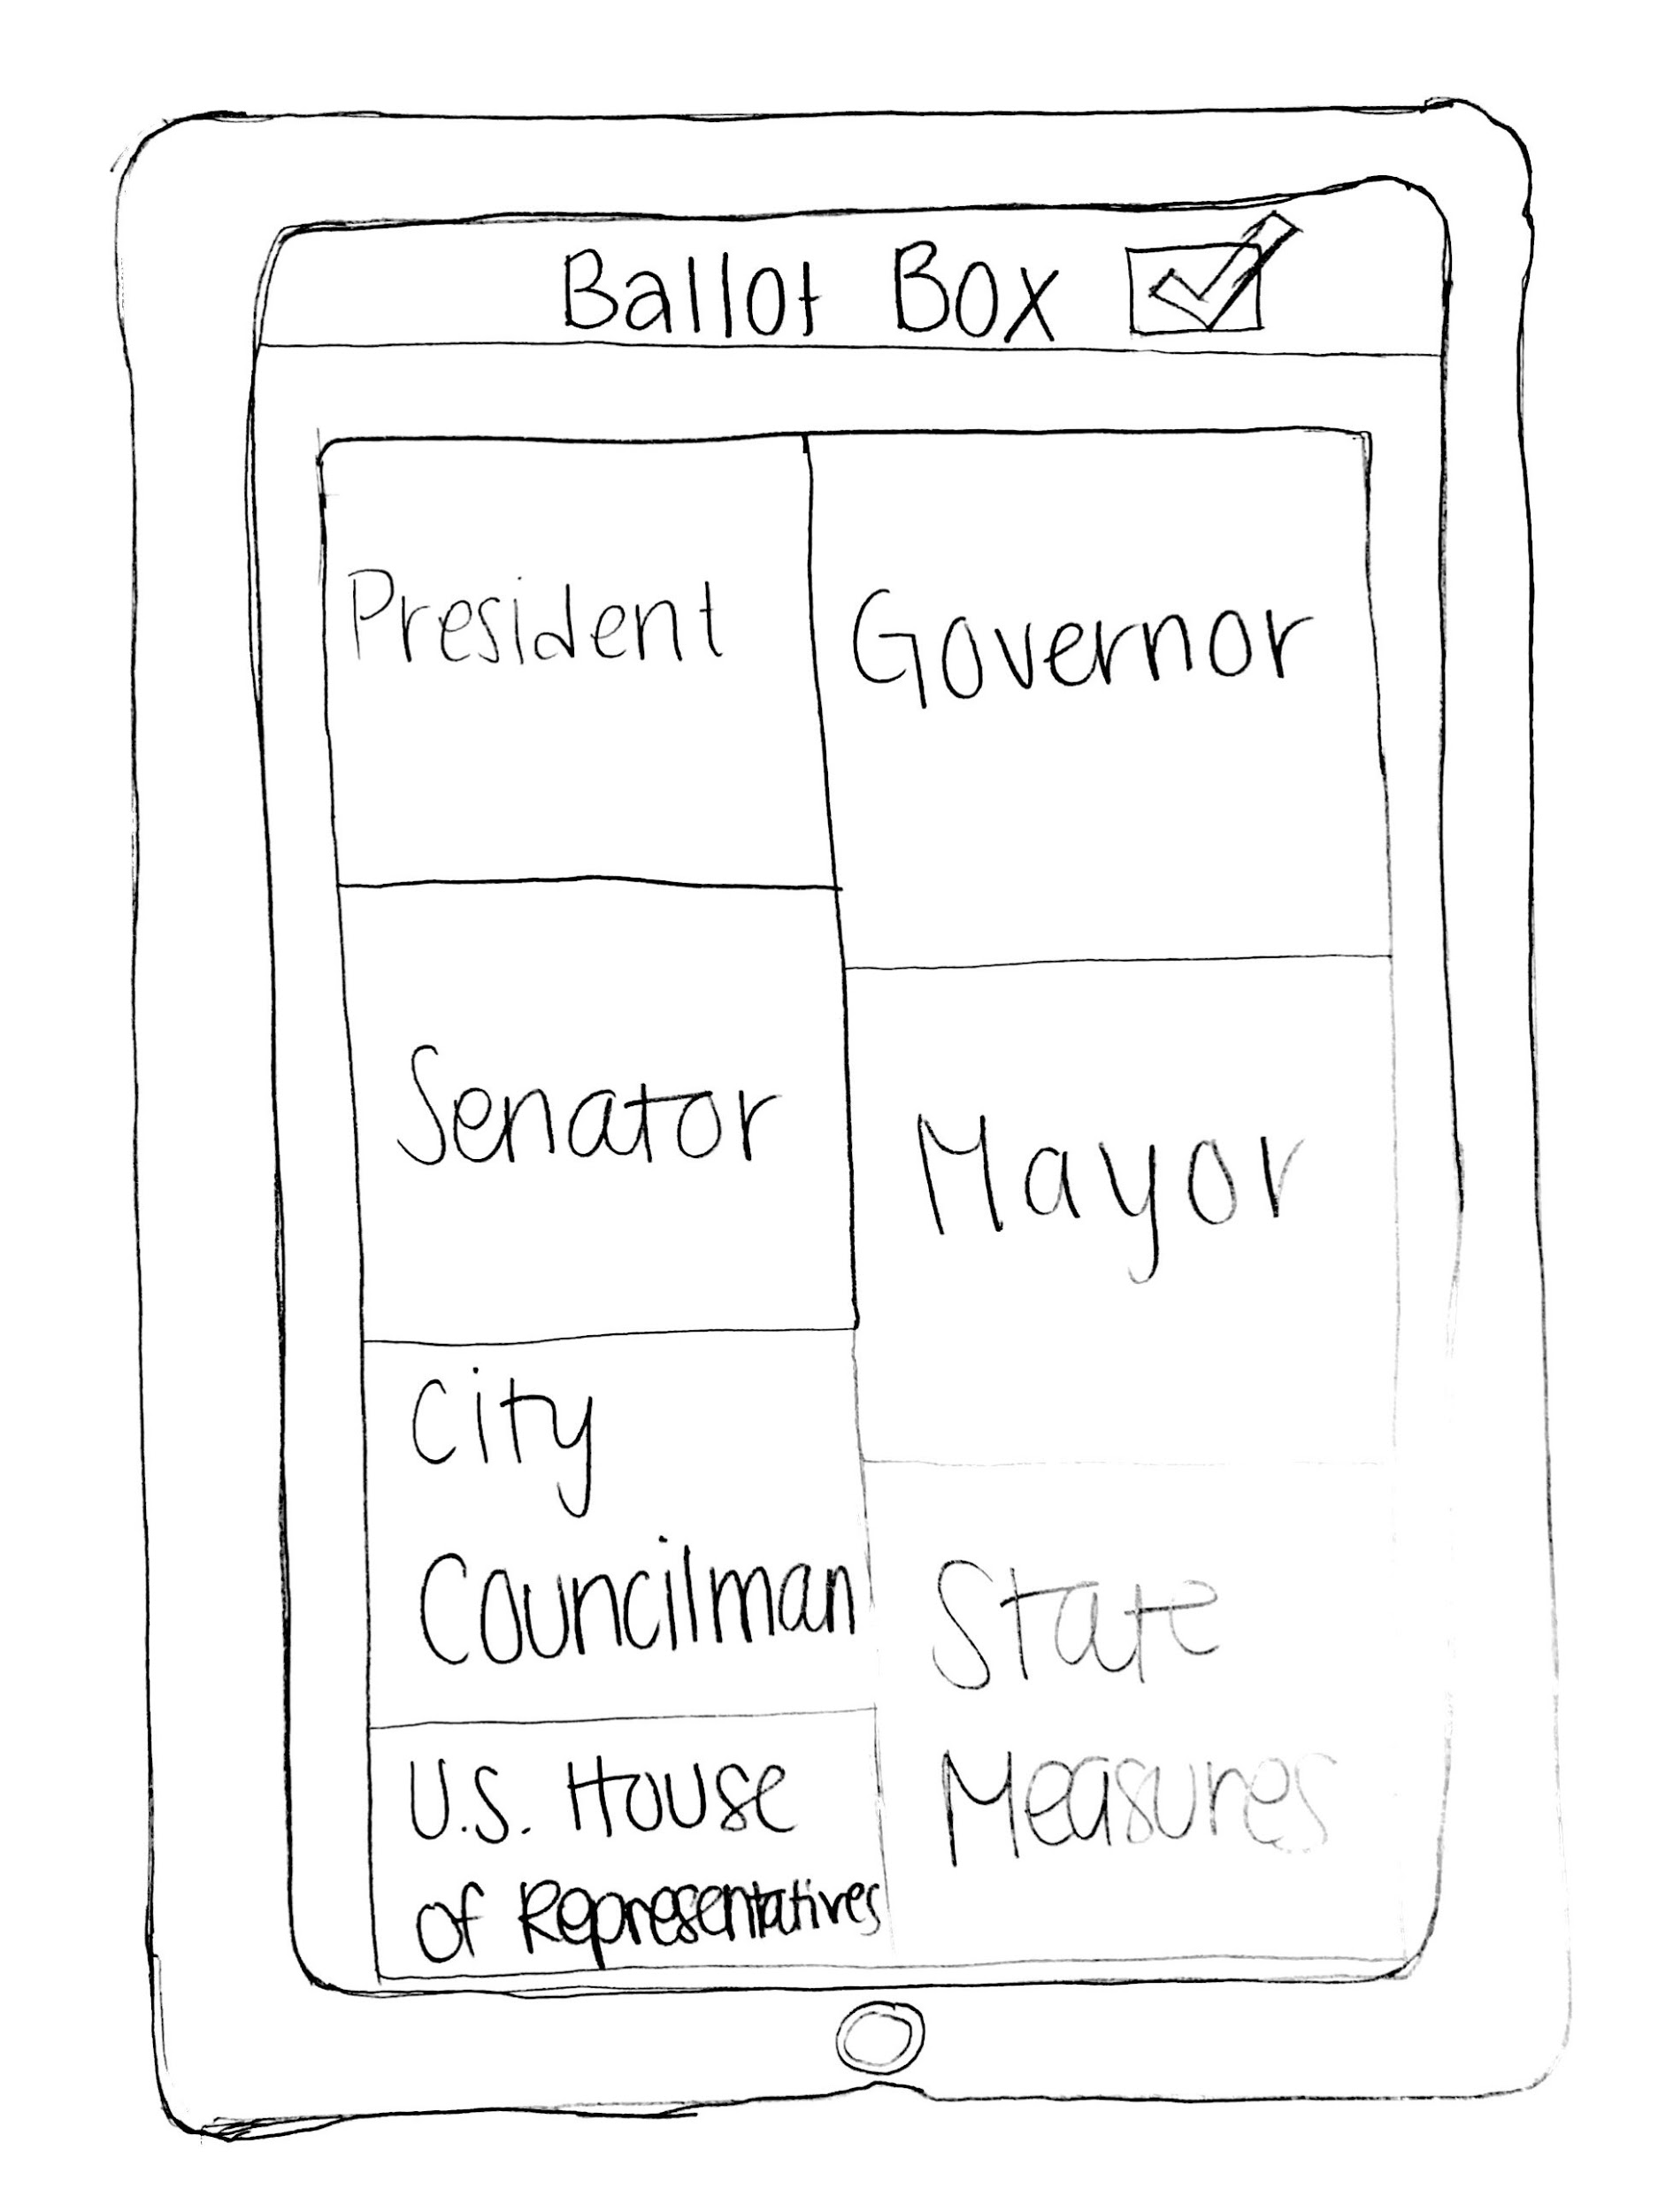 Ballot Box
President
Governor
Senator
Mayor
City
Councilman
State
Measures
U.S. House
of Representatives